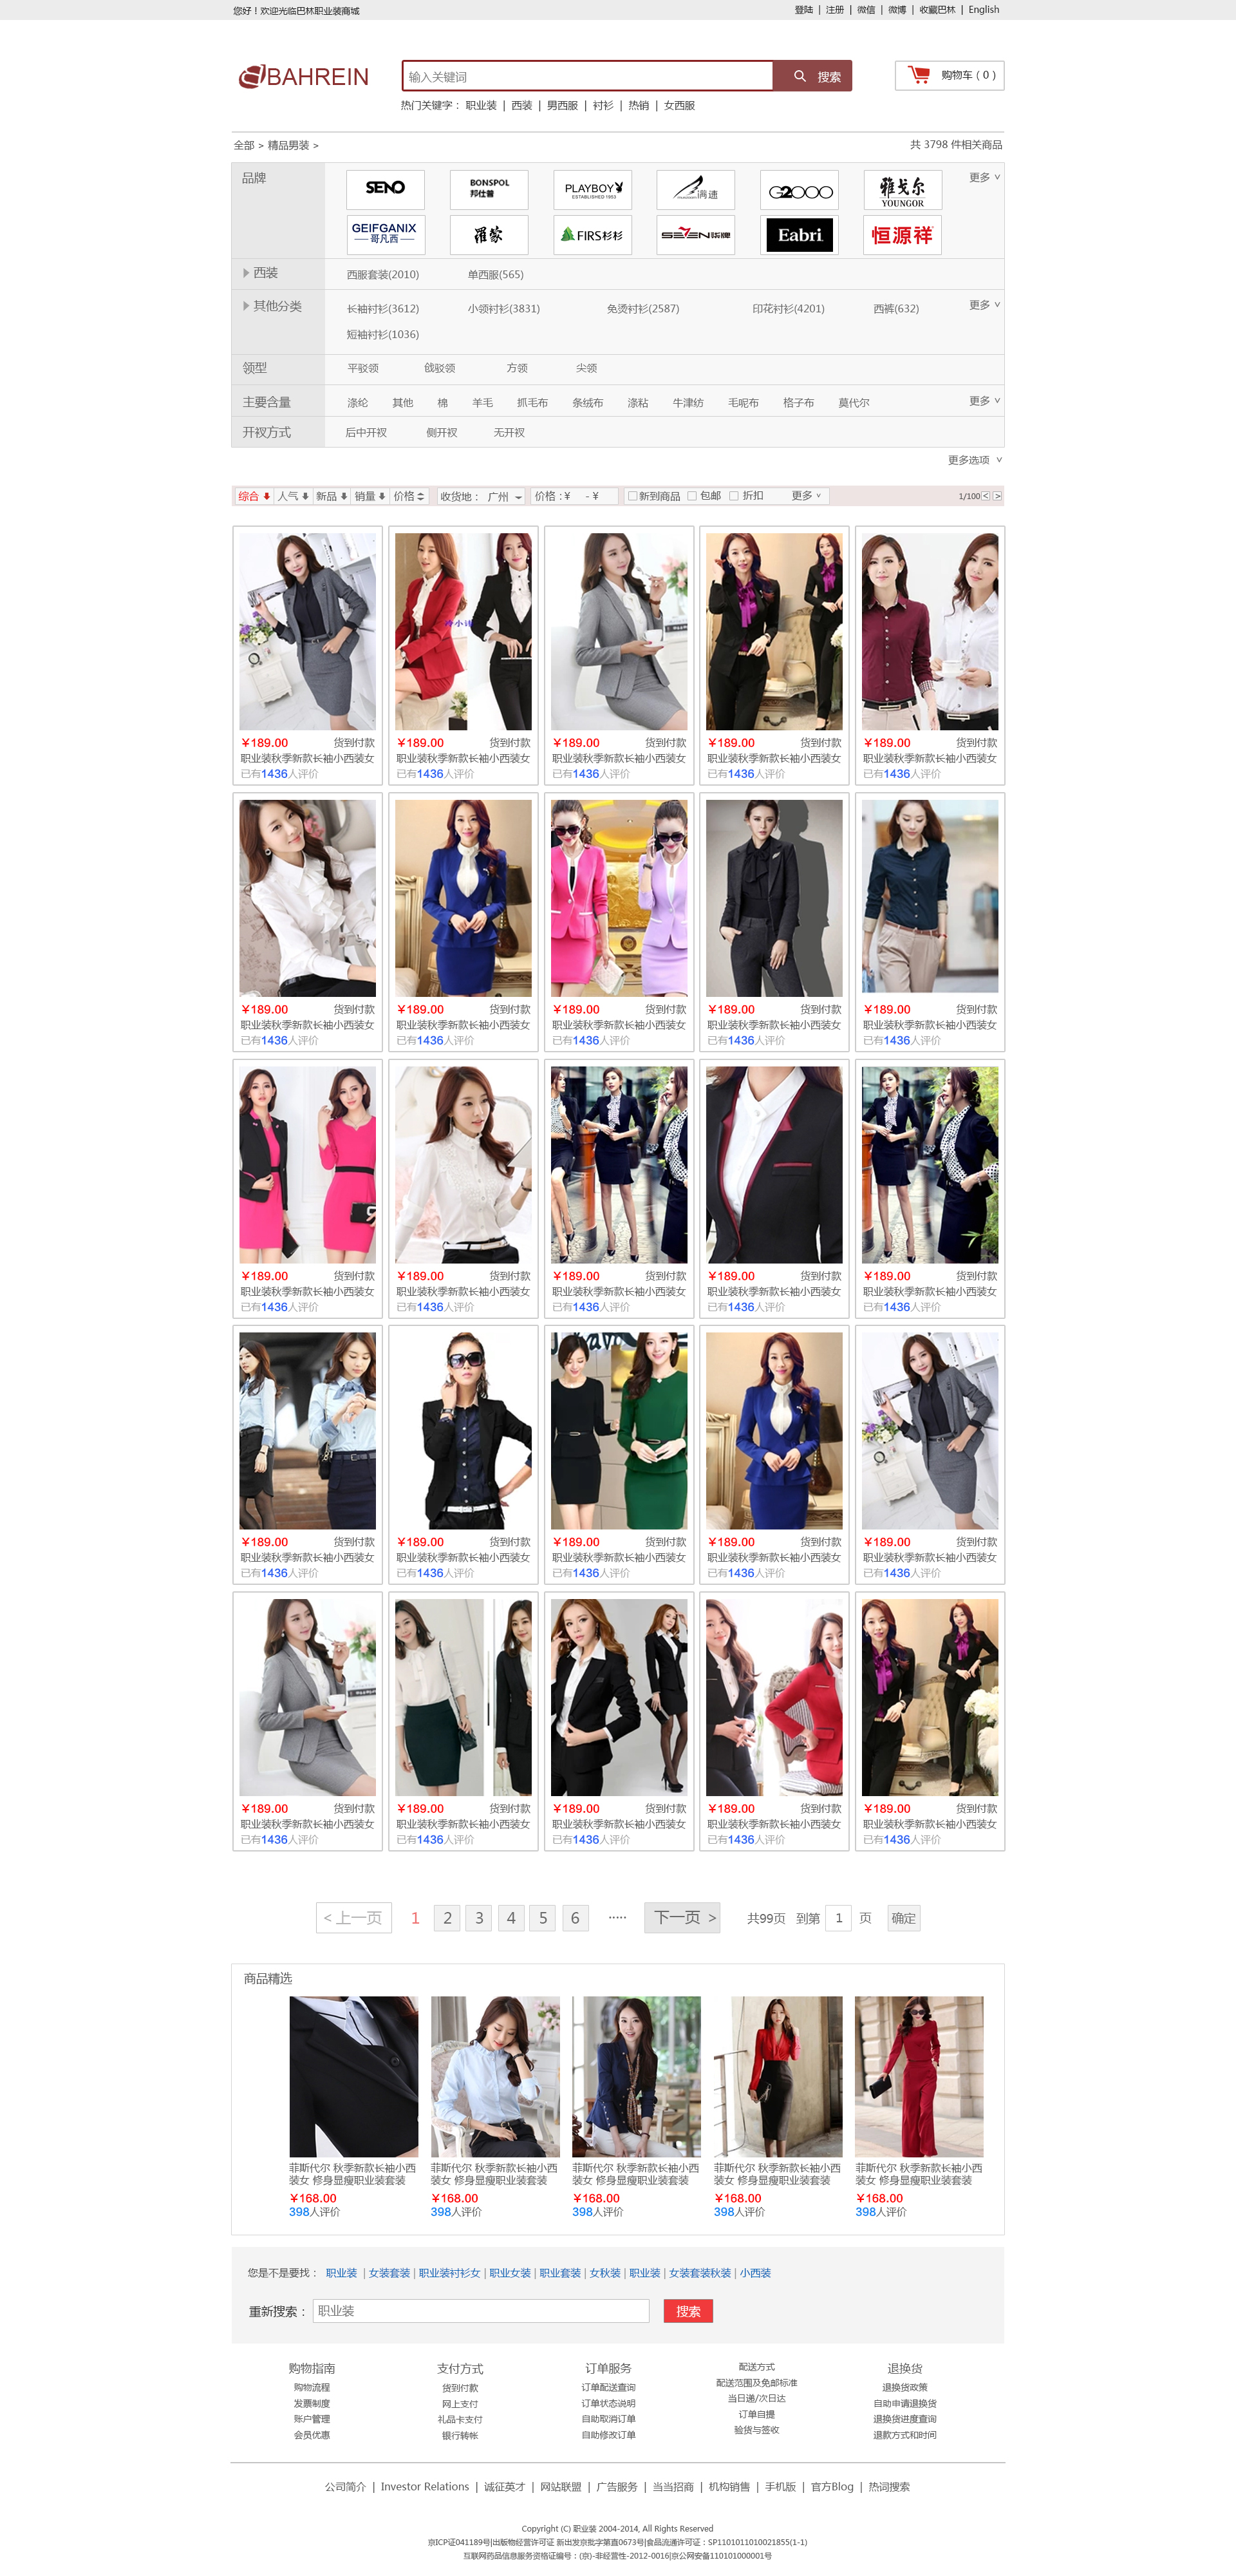 您好！欢迎光临巴林职业装商城
登陆 | 注册 | 微信 | 微博 | 收藏巴林 | English
BAHREIN
输入关键词
搜索
购物车（0）
热门关键字： 职业装 | 西装 | 男西服 | 衬衫 | 热销 | 女西服
全部 > 精品男装 >
共 3798 件相关商品
品牌
SENO
BONSPOL
邦仕普
PLAYBOY
ESTABLISHED 1953
G2000
雅戈尔
YOUNGOR
更多
GEIFGANIX
哥凡西
罗蒙
FIRS杉杉
SEVEN柒牌
Eabri
恒源祥
西装
西服套装(2010) 单西服(565)
其他分类
长袖衬衫(3612) 小领衬衫(3831) 免烫衬衫(2587) 印花衬衫(4201) 西裤(632) 更多
短袖衬衫(1036)
领型
平驳领 戗驳领 方领 尖领
主要含量
涤纶 其他 棉 羊毛 抓毛布 条绒布 涤粘 牛津纺 毛呢布 格子布 莫代尔 更多
开衩方式
后中开衩 侧开衩 无开衩
更多选项
综合 人气 新品 销量 价格 收货地： 广州 价格：¥ - ¥ 新到商品 包邮 折扣 更多 1/100 < >
¥189.00 货到付款 ¥189.00 货到付款 ¥189.00 货到付款 ¥189.00 货到付款 ¥189.00 货到付款
职业装秋季新款长袖小西装女 职业装秋季新款长袖小西装女 职业装秋季新款长袖小西装女 职业装秋季新款长袖小西装女 职业装秋季新款长袖小西装女
已有1436人评价 已有1436人评价 已有1436人评价 已有1436人评价 已有1436人评价
¥189.00 货到付款 ¥189.00 货到付款 ¥189.00 货到付款 ¥189.00 货到付款 ¥189.00 货到付款
职业装秋季新款长袖小西装女 职业装秋季新款长袖小西装女 职业装秋季新款长袖小西装女 职业装秋季新款长袖小西装女 职业装秋季新款长袖小西装女
已有1436人评价 已有1436人评价 已有1436人评价 已有1436人评价 已有1436人评价
¥189.00 货到付款 ¥189.00 货到付款 ¥189.00 货到付款 ¥189.00 货到付款 ¥189.00 货到付款
职业装秋季新款长袖小西装女 职业装秋季新款长袖小西装女 职业装秋季新款长袖小西装女 职业装秋季新款长袖小西装女 职业装秋季新款长袖小西装女
已有1436人评价 已有1436人评价 已有1436人评价 已有1436人评价 已有1436人评价
¥189.00 货到付款 ¥189.00 货到付款 ¥189.00 货到付款 ¥189.00 货到付款 ¥189.00 货到付款
职业装秋季新款长袖小西装女 职业装秋季新款长袖小西装女 职业装秋季新款长袖小西装女 职业装秋季新款长袖小西装女 职业装秋季新款长袖小西装女
已有1436人评价 已有1436人评价 已有1436人评价 已有1436人评价 已有1436人评价
¥189.00 货到付款 ¥189.00 货到付款 ¥189.00 货到付款 ¥189.00 货到付款 ¥189.00 货到付款
职业装秋季新款长袖小西装女 职业装秋季新款长袖小西装女 职业装秋季新款长袖小西装女 职业装秋季新款长袖小西装女 职业装秋季新款长袖小西装女
已有1436人评价 已有1436人评价 已有1436人评价 已有1436人评价 已有1436人评价
< 上一页 1 2 3 4 5 6 ..... 下一页 > 共99页 到第 1 页 确定
商品精选
菲斯代尔 秋季新款长袖小西 菲斯代尔 秋季新款长袖小西 菲斯代尔 秋季新款长袖小西 菲斯代尔 秋季新款长袖小西 菲斯代尔 秋季新款长袖小西
装女 修身显瘦职业装套装 装女 修身显瘦职业装套装 装女 修身显瘦职业装套装 装女 修身显瘦职业装套装 装女 修身显瘦职业装套装
¥168.00 ¥168.00 ¥168.00 ¥168.00 ¥168.00
398人评价 398人评价 398人评价 398人评价 398人评价
您是不是要找： 职业装 | 女装套装 | 职业装衬衫女 | 职业女装 | 职业套装 | 女秋装 | 职业装 | 女装套装秋装 | 小西装
重新搜索： 职业装 搜索
购物指南 支付方式 订单服务 配送方式 退换货
购物流程 货到付款 订单配送查询 配送范围及免邮标准 退换货政策
发票制度 网上支付 订单状态说明 当日递/次日达 自助申请退换货
账户管理 礼品卡支付 自助取消订单 订单自提 退换货进度查询
会员优惠 银行转帐 自助修改订单 验货与签收 退款方式和时间
公司简介 | Investor Relations | 诚征英才 | 网站联盟 | 广告服务 | 当当招商 | 机构销售 | 手机版 | 官方Blog | 热词搜索
Copyright (C) 职业装 2004-2014, All Rights Reserved
京ICP证041189号|出版物经营许可证 新出发京批字第直0673号|食品流通许可证：SP1101011010021855(1-1)
互联网药品信息服务资格证编号：(京)-非经营性-2012-0016|京公网安备110101000001号